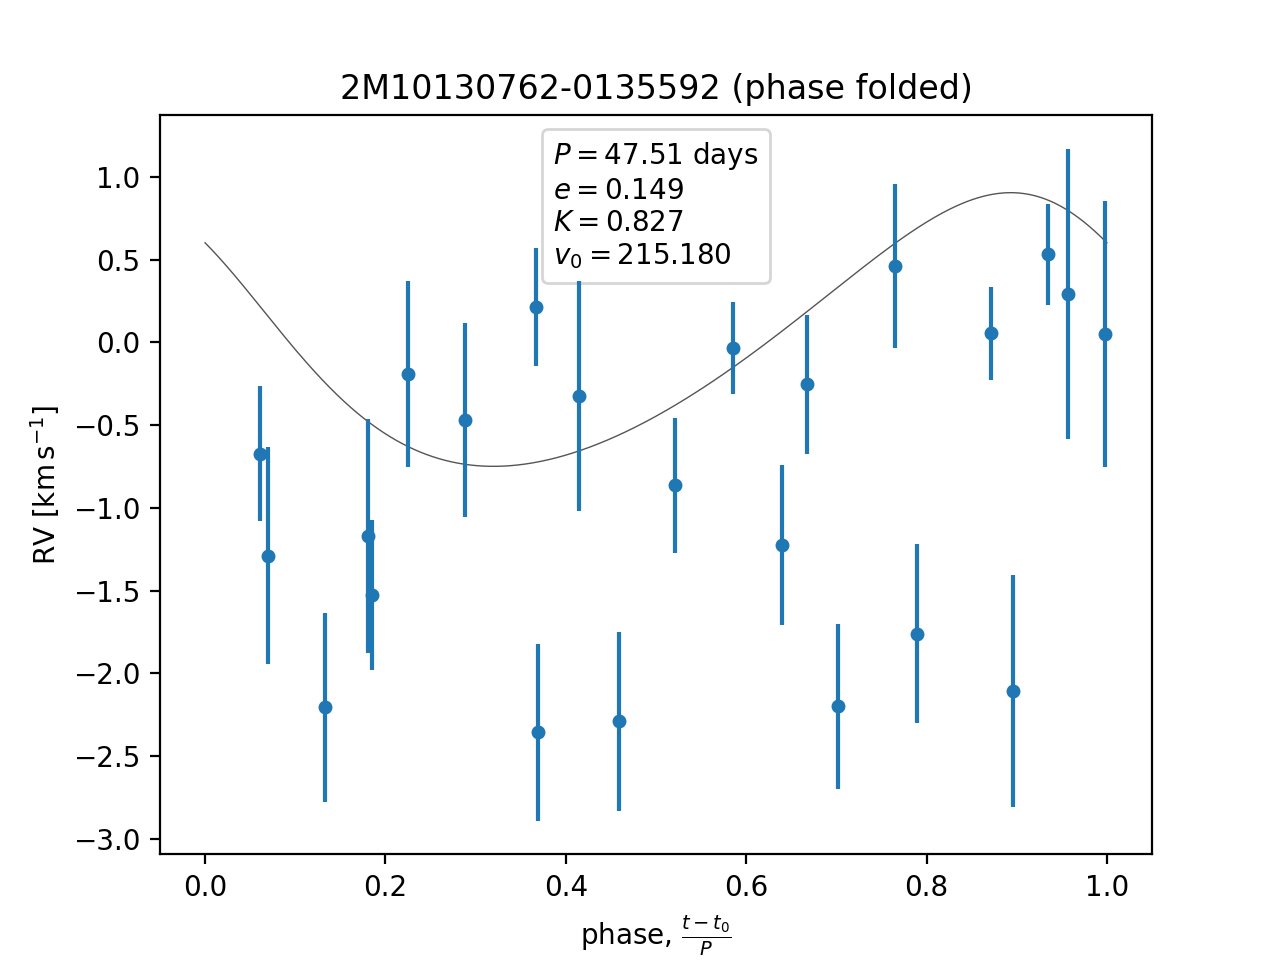 2M10130762-0135592 (phase folded)
P = 47.51 days
e = 0.149
K = 0.827
v₀ = 215.180
1.0
0.5
0.0
−0.5
−1.0
−1.5
−2.0
−2.5
−3.0
RV [km s⁻¹]
0.0 0.2 0.4 0.6 0.8 1.0
phase, (t − t₀)/P